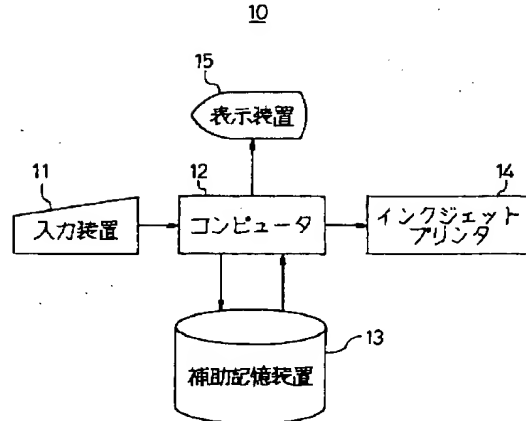 10
15
表示装置
11
入力装置
12
コンピュータ
14
インクジェット
プリンタ
13
補助記憶装置